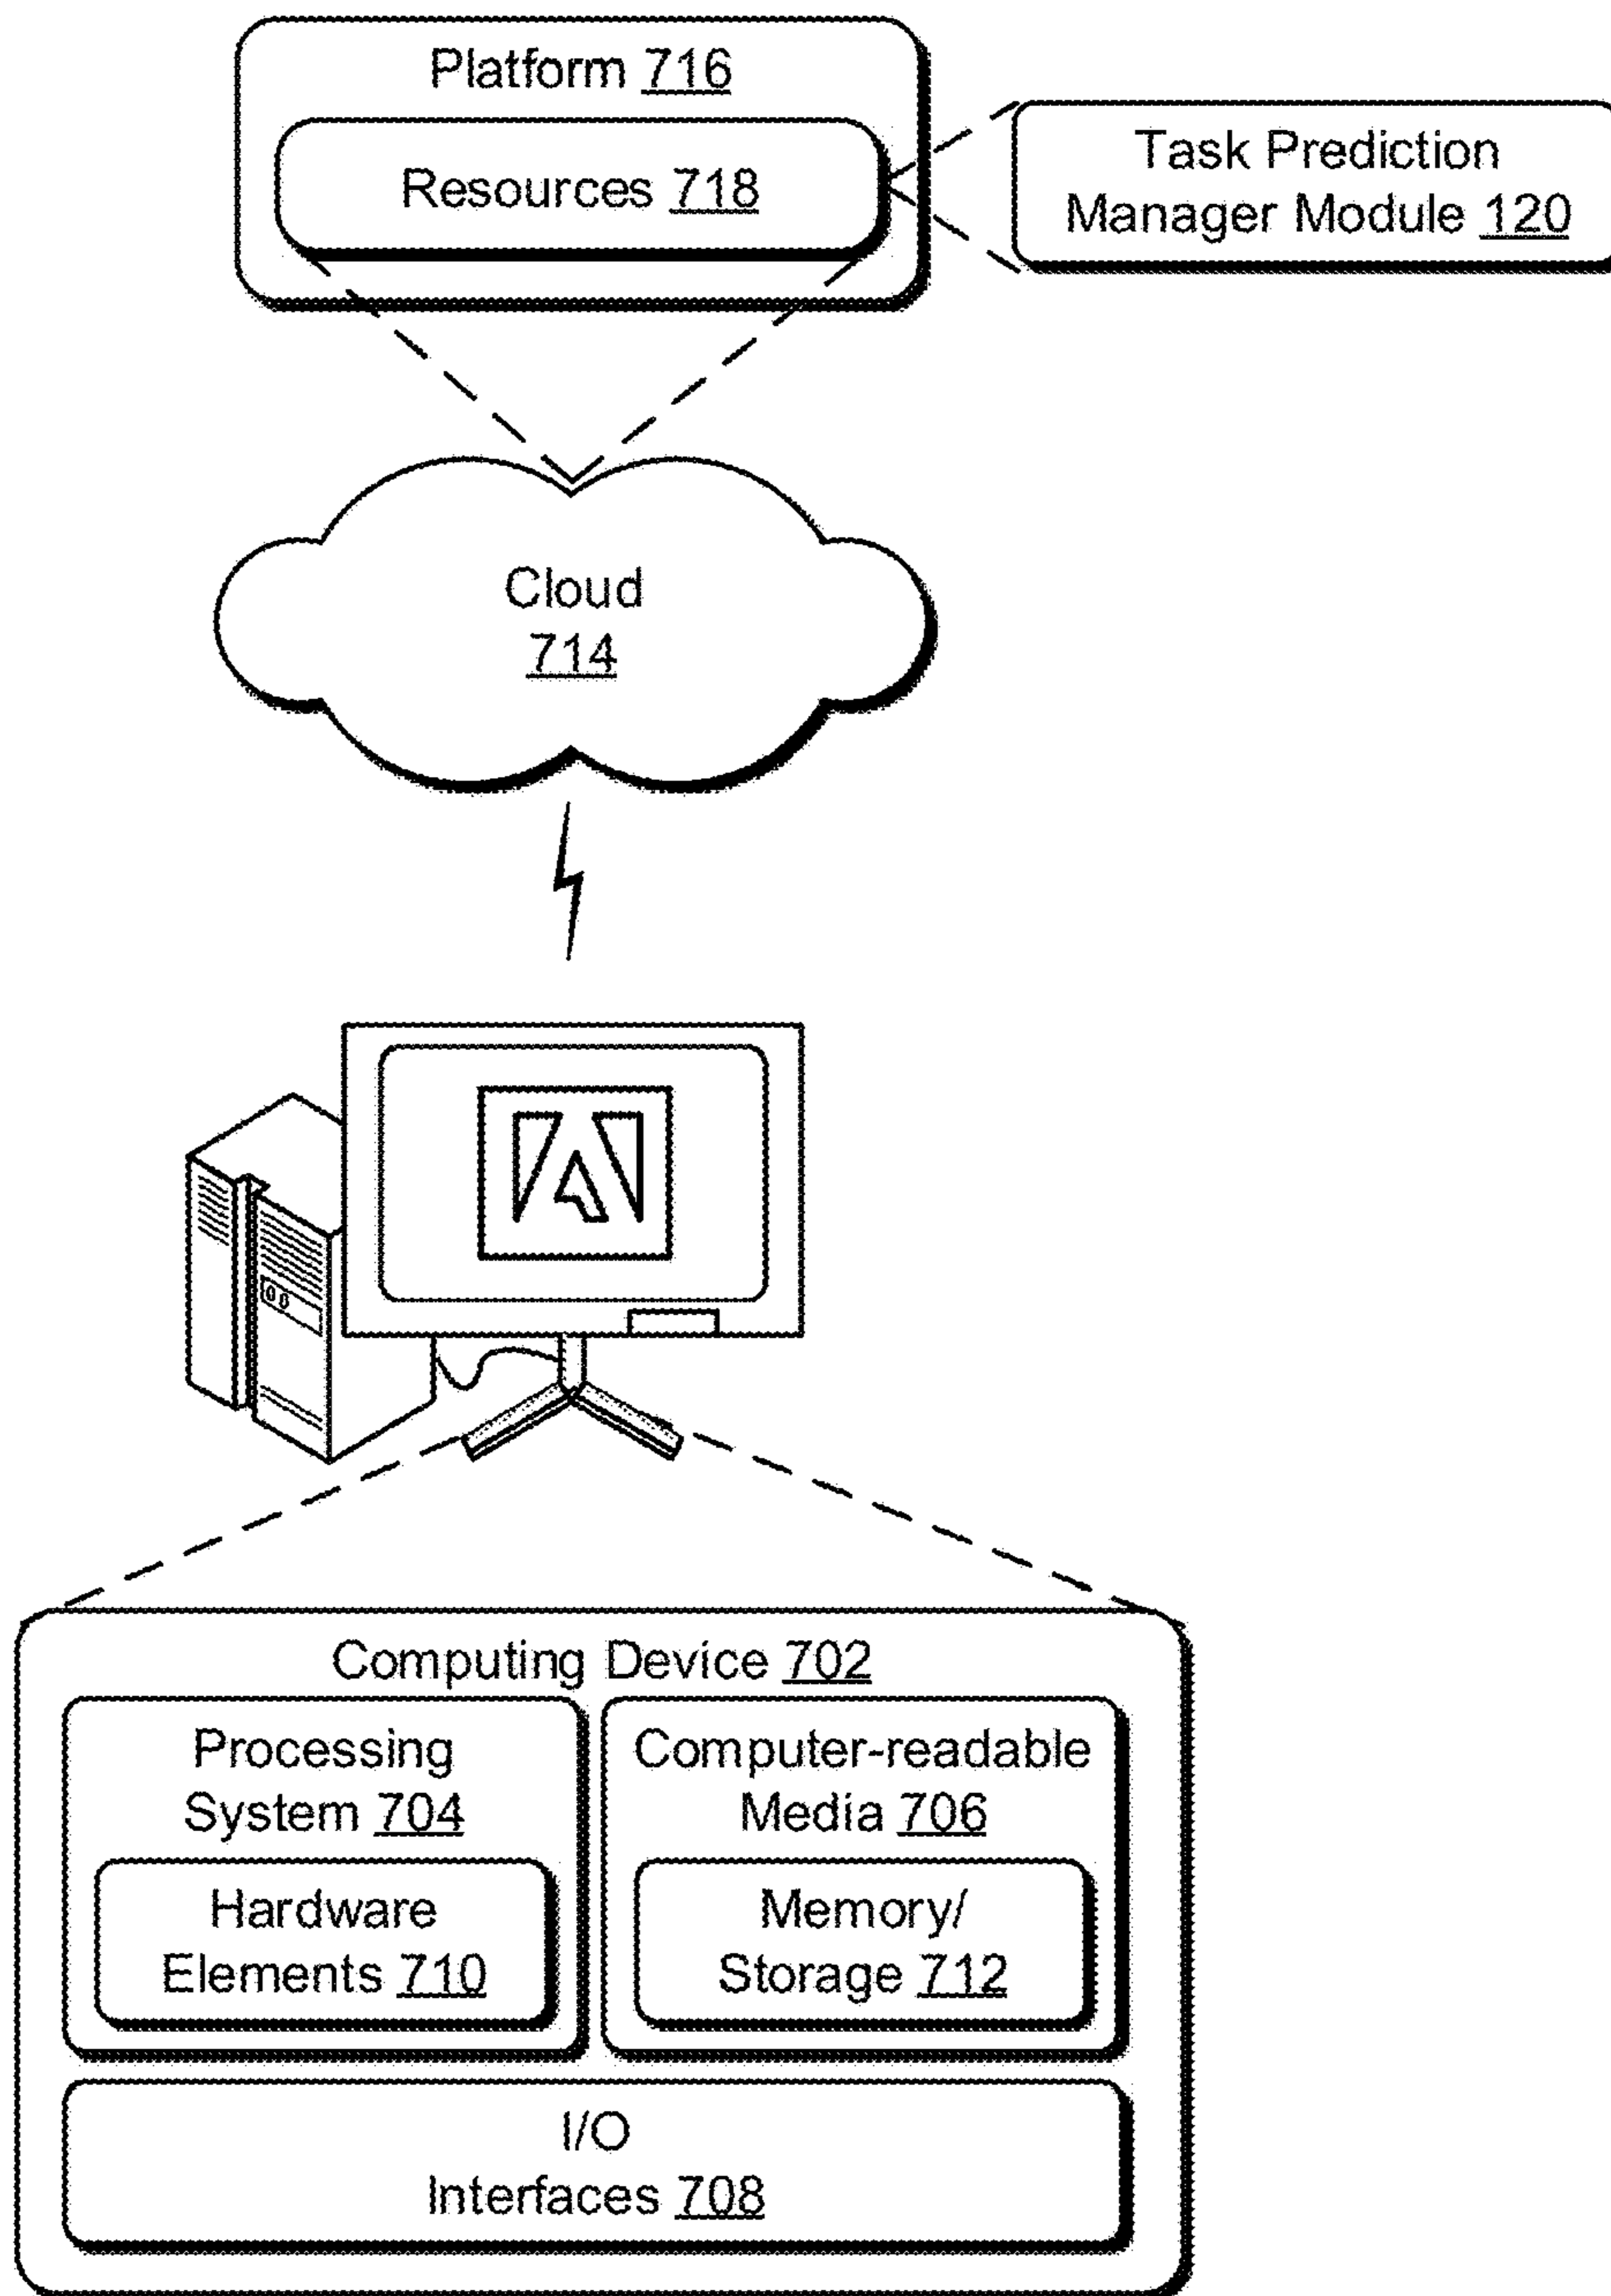 Platform 716
Resources 718
Task Prediction
Manager Module 120
Cloud
714
Computing Device 702
Processing
System 704
Hardware
Elements 710
Computer-readable
Media 706
Memory/
Storage 712
I/O
Interfaces 708